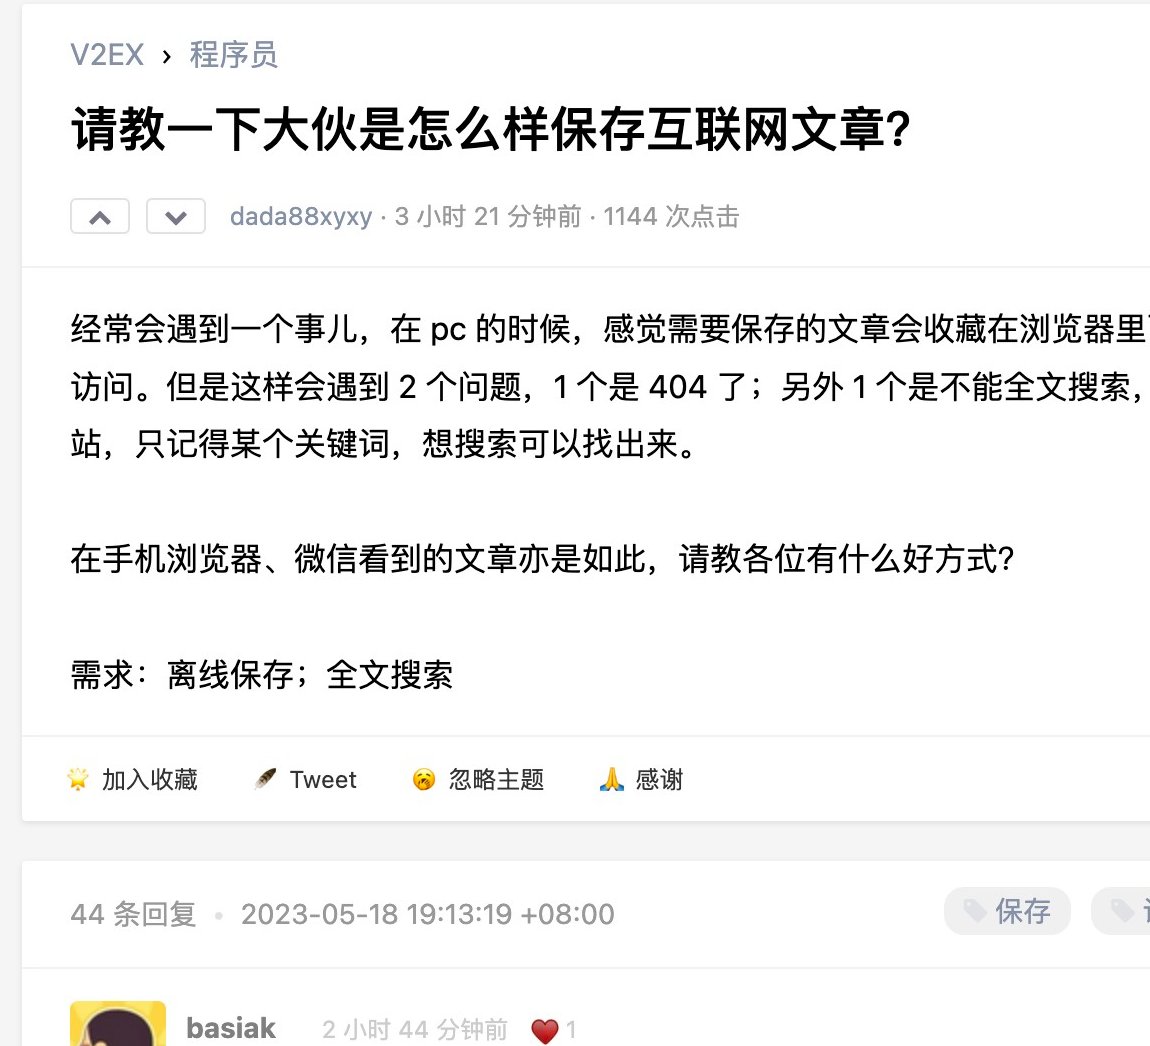 V2EX › 程序员
请教一下大伙是怎么样保存互联网文章?
dada88xyxy · 3 小时 21 分钟前 · 1144 次点击
经常会遇到一个事儿，在 pc 的时候，感觉需要保存的文章会收藏在浏览器里
访问。但是这样会遇到 2 个问题，1 个是 404 了；另外 1 个是不能全文搜索，
站，只记得某个关键词，想搜索可以找出来。
在手机浏览器、微信看到的文章亦是如此，请教各位有什么好方式?
需求：离线保存；全文搜索
加入收藏 Tweet 忽略主题 感谢
44 条回复 • 2023-05-18 19:13:19 +08:00 保存
basiak 2 小时 44 分钟前 1